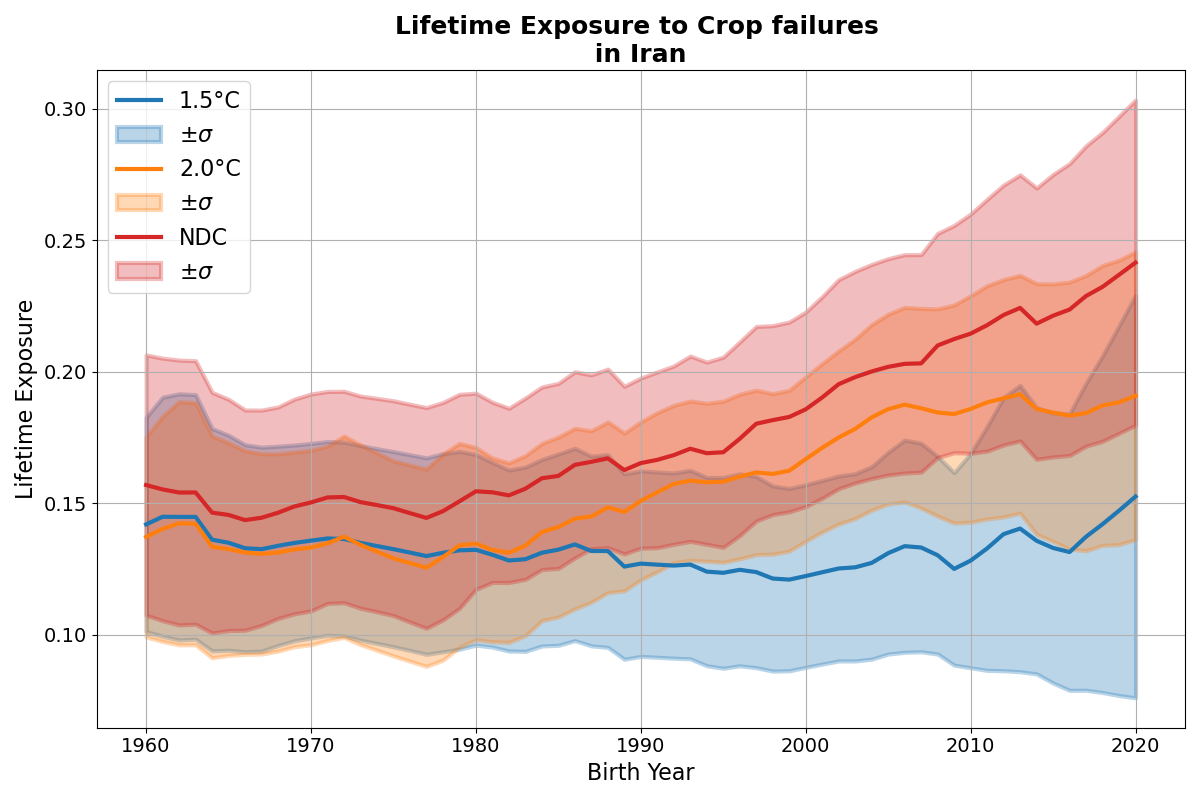 Lifetime Exposure to Crop failures
in Iran
1.5°C
±σ
2.0°C
±σ
NDC
±σ
Lifetime Exposure
0.30
0.25
0.20
0.15
0.10
1960 1970 1980 1990 2000 2010 2020
Birth Year